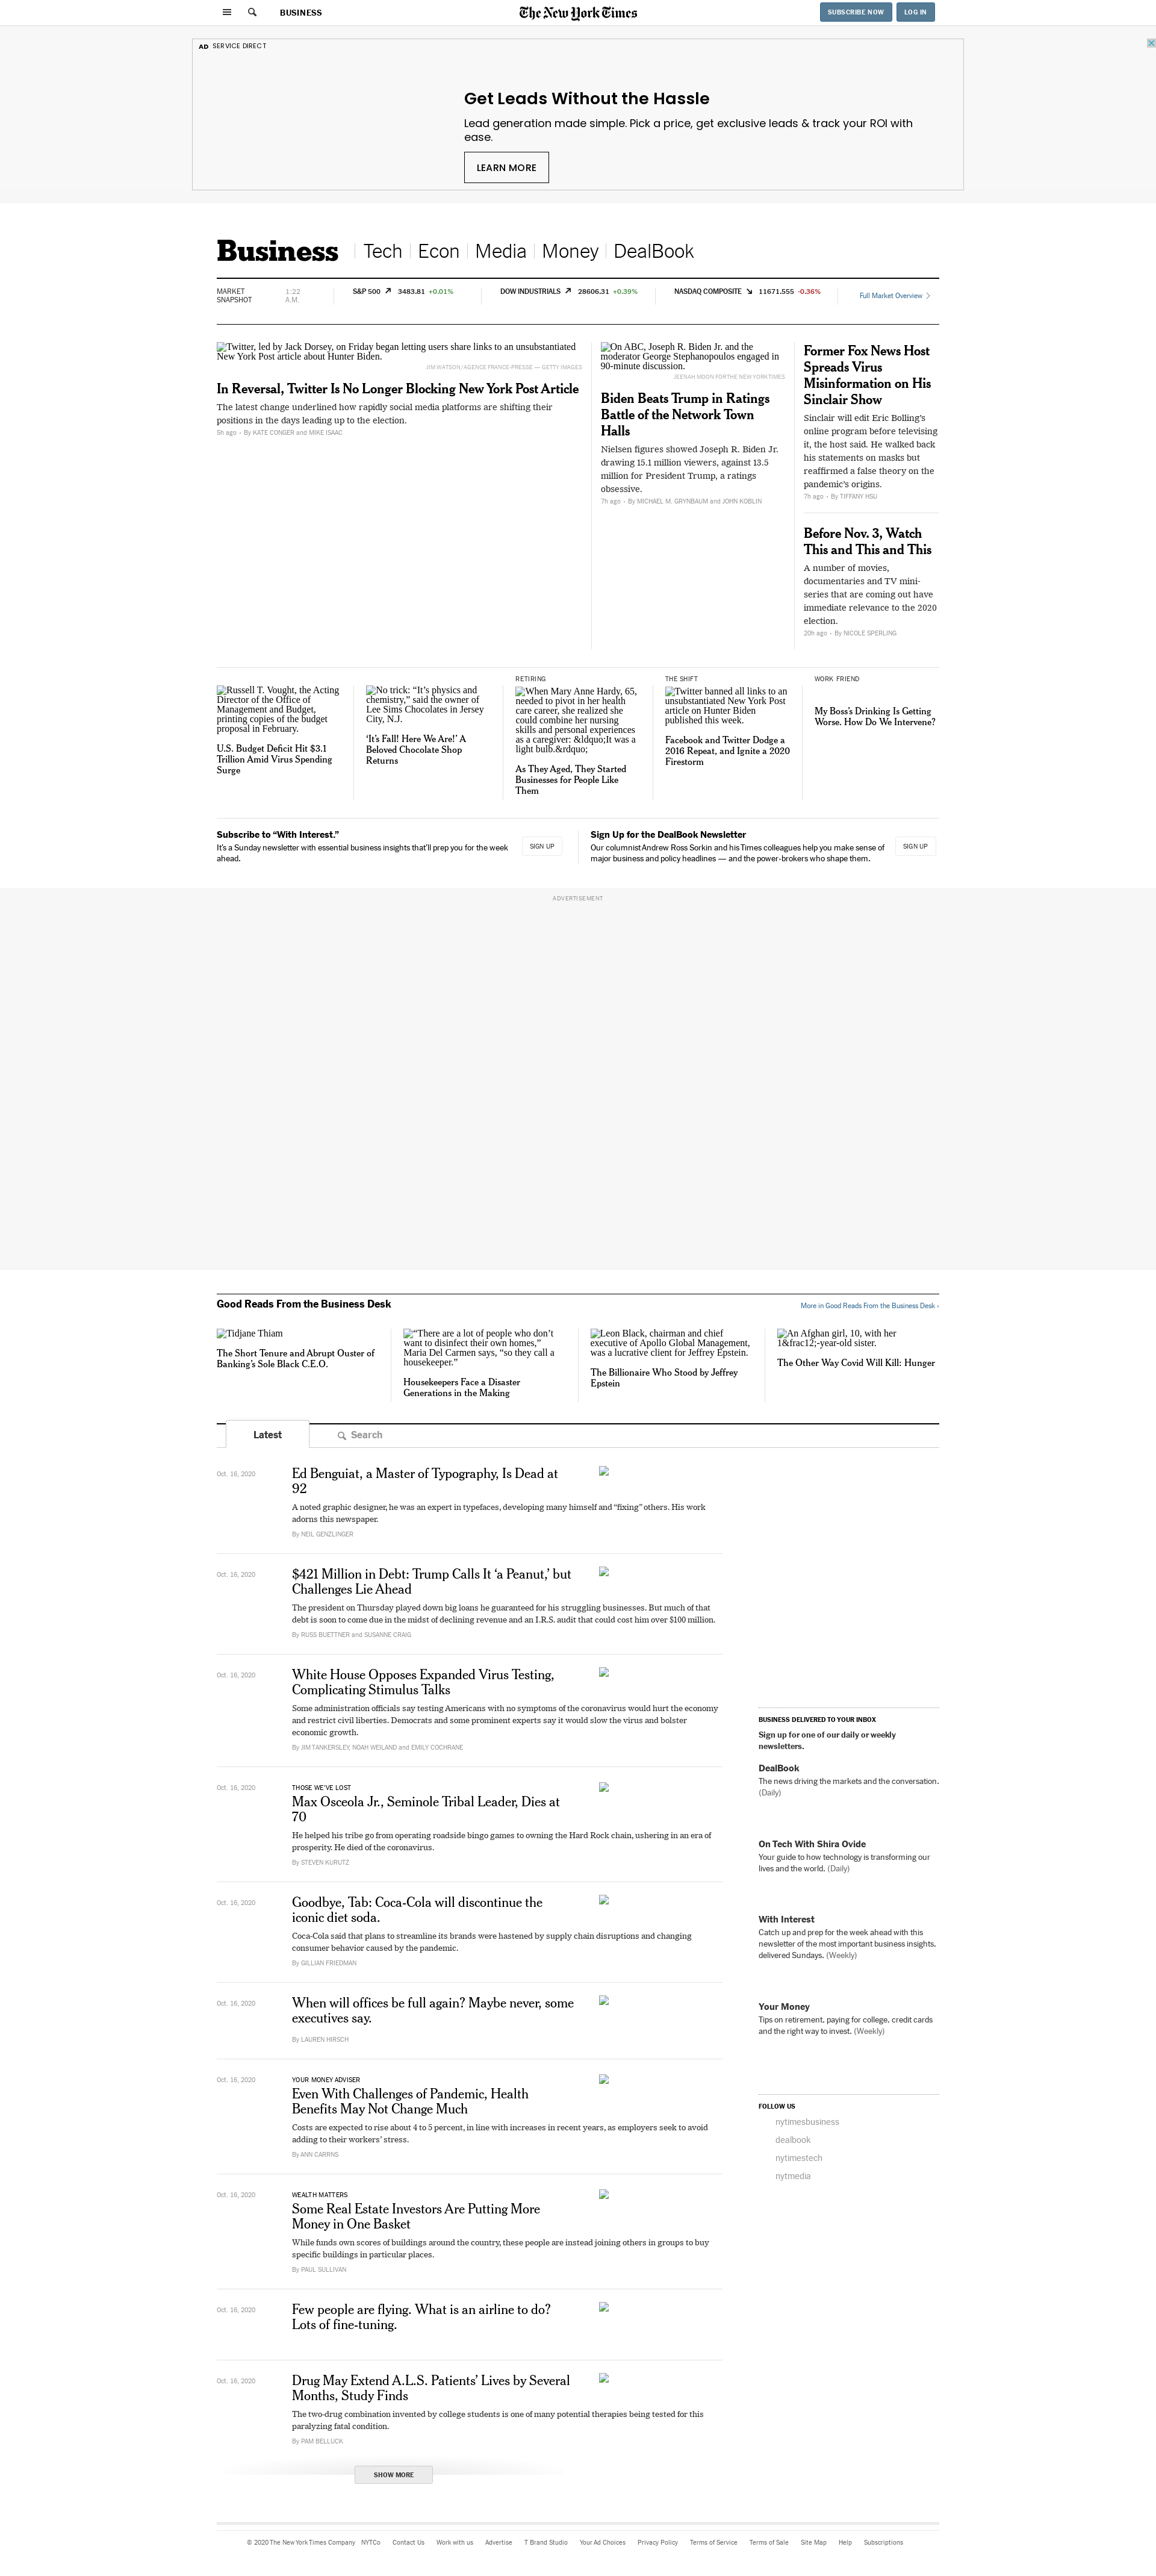 BUSINESS
The New York Times
SUBSCRIBE NOW
LOG IN
AD SERVICE DIRECT
Get Leads Without the Hassle
Lead generation made simple. Pick a price, get exclusive leads & track your ROI with
ease.
LEARN MORE
Business
Tech
Econ
Media
Money
DealBook
MARKET
SNAPSHOT
1:22
A.M.
S&P 500 3483.81 +0.01%
DOW INDUSTRIALS 28606.31 +0.39%
NASDAQ COMPOSITE 11671.555 -0.36%
Full Market Overview
Twitter, led by Jack Dorsey, on Friday began letting users share links to an unsubstantiated
New York Post article about Hunter Biden.
JIM WATSON/AGENCE FRANCE-PRESSE — GETTY IMAGES
In Reversal, Twitter Is No Longer Blocking New York Post Article
The latest change underlined how rapidly social media platforms are shifting their
positions in the days leading up to the election.
5h ago · By KATE CONGER and MIKE ISAAC
On ABC, Joseph R. Biden Jr. and the
moderator George Stephanopoulos engaged in
90-minute discussion.
JEENAH MOON FOR THE NEW YORK TIMES
Biden Beats Trump in Ratings
Battle of the Network Town
Halls
Nielsen figures showed Joseph R. Biden Jr.
drawing 15.1 million viewers, against 13.5
million for President Trump, a ratings
obsessive.
7h ago · By MICHAEL M. GRYNBAUM and JOHN KOBLIN
Former Fox News Host
Spreads Virus
Misinformation on His
Sinclair Show
Sinclair will edit Eric Bolling's
online program before televising
it, the host said. He walked back
his statements on masks but
reaffirmed a false theory on the
pandemic's origins.
7h ago · By TIFFANY HSU
Before Nov. 3, Watch
This and This and This
A number of movies,
documentaries and TV mini-
series that are coming out have
immediate relevance to the 2020
election.
20h ago · By NICOLE SPERLING
Russell T. Vought, the Acting
Director of the Office of
Management and Budget,
printing copies of the budget
proposal in February.
U.S. Budget Deficit Hit $3.1
Trillion Amid Virus Spending
Surge
No trick: “It’s physics and
chemistry,” said the owner of
Lee Sims Chocolates in Jersey
City, N.J.
‘It’s Fall! Here We Are!’ A
Beloved Chocolate Shop
Returns
RETIRING
When Mary Anne Hardy, 65,
needed to pivot in her health
care career, she realized she
could combine her nursing
skills and personal experiences
as a caregiver: &ldquo;It was a
light bulb.&rdquo;
As They Aged, They Started
Businesses for People Like
Them
THE SHIFT
Twitter banned all links to an
unsubstantiated New York Post
article on Hunter Biden
published this week.
Facebook and Twitter Dodge a
2016 Repeat, and Ignite a 2020
Firestorm
WORK FRIEND
My Boss’s Drinking Is Getting
Worse. How Do We Intervene?
Subscribe to “With Interest.”
It’s a Sunday newsletter with essential business insights that’ll prep you for the week
ahead.
SIGN UP
Sign Up for the DealBook Newsletter
Our columnist Andrew Ross Sorkin and his Times colleagues help you make sense of
major business and policy headlines — and the power-brokers who shape them.
SIGN UP
ADVERTISEMENT
Good Reads From the Business Desk
More in Good Reads From the Business Desk ›
Tidjane Thiam
The Short Tenure and Abrupt Ouster of
Banking’s Sole Black C.E.O.
“There are a lot of people who don’t
want to disinfect their own homes,”
Maria Del Carmen says, “so they call a
housekeeper.”
Housekeepers Face a Disaster
Generations in the Making
Leon Black, chairman and chief
executive of Apollo Global Management,
was a lucrative client for Jeffrey Epstein.
The Billionaire Who Stood by Jeffrey
Epstein
An Afghan girl, 10, with her
1&frac12;-year-old sister.
The Other Way Covid Will Kill: Hunger
Latest
Search
Oct. 16, 2020
Ed Benguiat, a Master of Typography, Is Dead at
92
A noted graphic designer, he was an expert in typefaces, developing many himself and “fixing” others. His work
adorns this newspaper.
By NEIL GENZLINGER
Oct. 16, 2020
$421 Million in Debt: Trump Calls It ‘a Peanut,’ but
Challenges Lie Ahead
The president on Thursday played down big loans he guaranteed for his struggling businesses. But much of that
debt is soon to come due in the midst of declining revenue and an I.R.S. audit that could cost him over $100 million.
By RUSS BUETTNER and SUSANNE CRAIG
Oct. 16, 2020
White House Opposes Expanded Virus Testing,
Complicating Stimulus Talks
Some administration officials say testing Americans with no symptoms of the coronavirus would hurt the economy
and restrict civil liberties. Democrats and some prominent experts say it would slow the virus and bolster
economic growth.
By JIM TANKERSLEY, NOAH WEILAND and EMILY COCHRANE
Oct. 16, 2020
THOSE WE’VE LOST
Max Osceola Jr., Seminole Tribal Leader, Dies at
70
He helped his tribe go from operating roadside bingo games to owning the Hard Rock chain, ushering in an era of
prosperity. He died of the coronavirus.
By STEVEN KURUTZ
Oct. 16, 2020
Goodbye, Tab: Coca-Cola will discontinue the
iconic diet soda.
Coca-Cola said that plans to streamline its brands were hastened by supply chain disruptions and changing
consumer behavior caused by the pandemic.
By GILLIAN FRIEDMAN
Oct. 16, 2020
When will offices be full again? Maybe never, some
executives say.
By LAUREN HIRSCH
Oct. 16, 2020
YOUR MONEY ADVISER
Even With Challenges of Pandemic, Health
Benefits May Not Change Much
Costs are expected to rise about 4 to 5 percent, in line with increases in recent years, as employers seek to avoid
adding to their workers’ stress.
By ANN CARRNS
Oct. 16, 2020
WEALTH MATTERS
Some Real Estate Investors Are Putting More
Money in One Basket
While funds own scores of buildings around the country, these people are instead joining others in groups to buy
specific buildings in particular places.
By PAUL SULLIVAN
Oct. 16, 2020
Few people are flying. What is an airline to do?
Lots of fine-tuning.
Oct. 16, 2020
Drug May Extend A.L.S. Patients’ Lives by Several
Months, Study Finds
The two-drug combination invented by college students is one of many potential therapies being tested for this
paralyzing fatal condition.
By PAM BELLUCK
SHOW MORE
BUSINESS DELIVERED TO YOUR INBOX
Sign up for one of our daily or weekly
newsletters.
DealBook
The news driving the markets and the conversation.
(Daily)
On Tech With Shira Ovide
Your guide to how technology is transforming our
lives and the world. (Daily)
With Interest
Catch up and prep for the week ahead with this
newsletter of the most important business insights,
delivered Sundays. (Weekly)
Your Money
Tips on retirement, paying for college, credit cards
and the right way to invest. (Weekly)
FOLLOW US
nytimesbusiness
dealbook
nytimestech
nytmedia
© 2020 The New York Times Company NYTCo Contact Us Work with us Advertise T Brand Studio Your Ad Choices Privacy Policy Terms of Service Terms of Sale Site Map Help Subscriptions